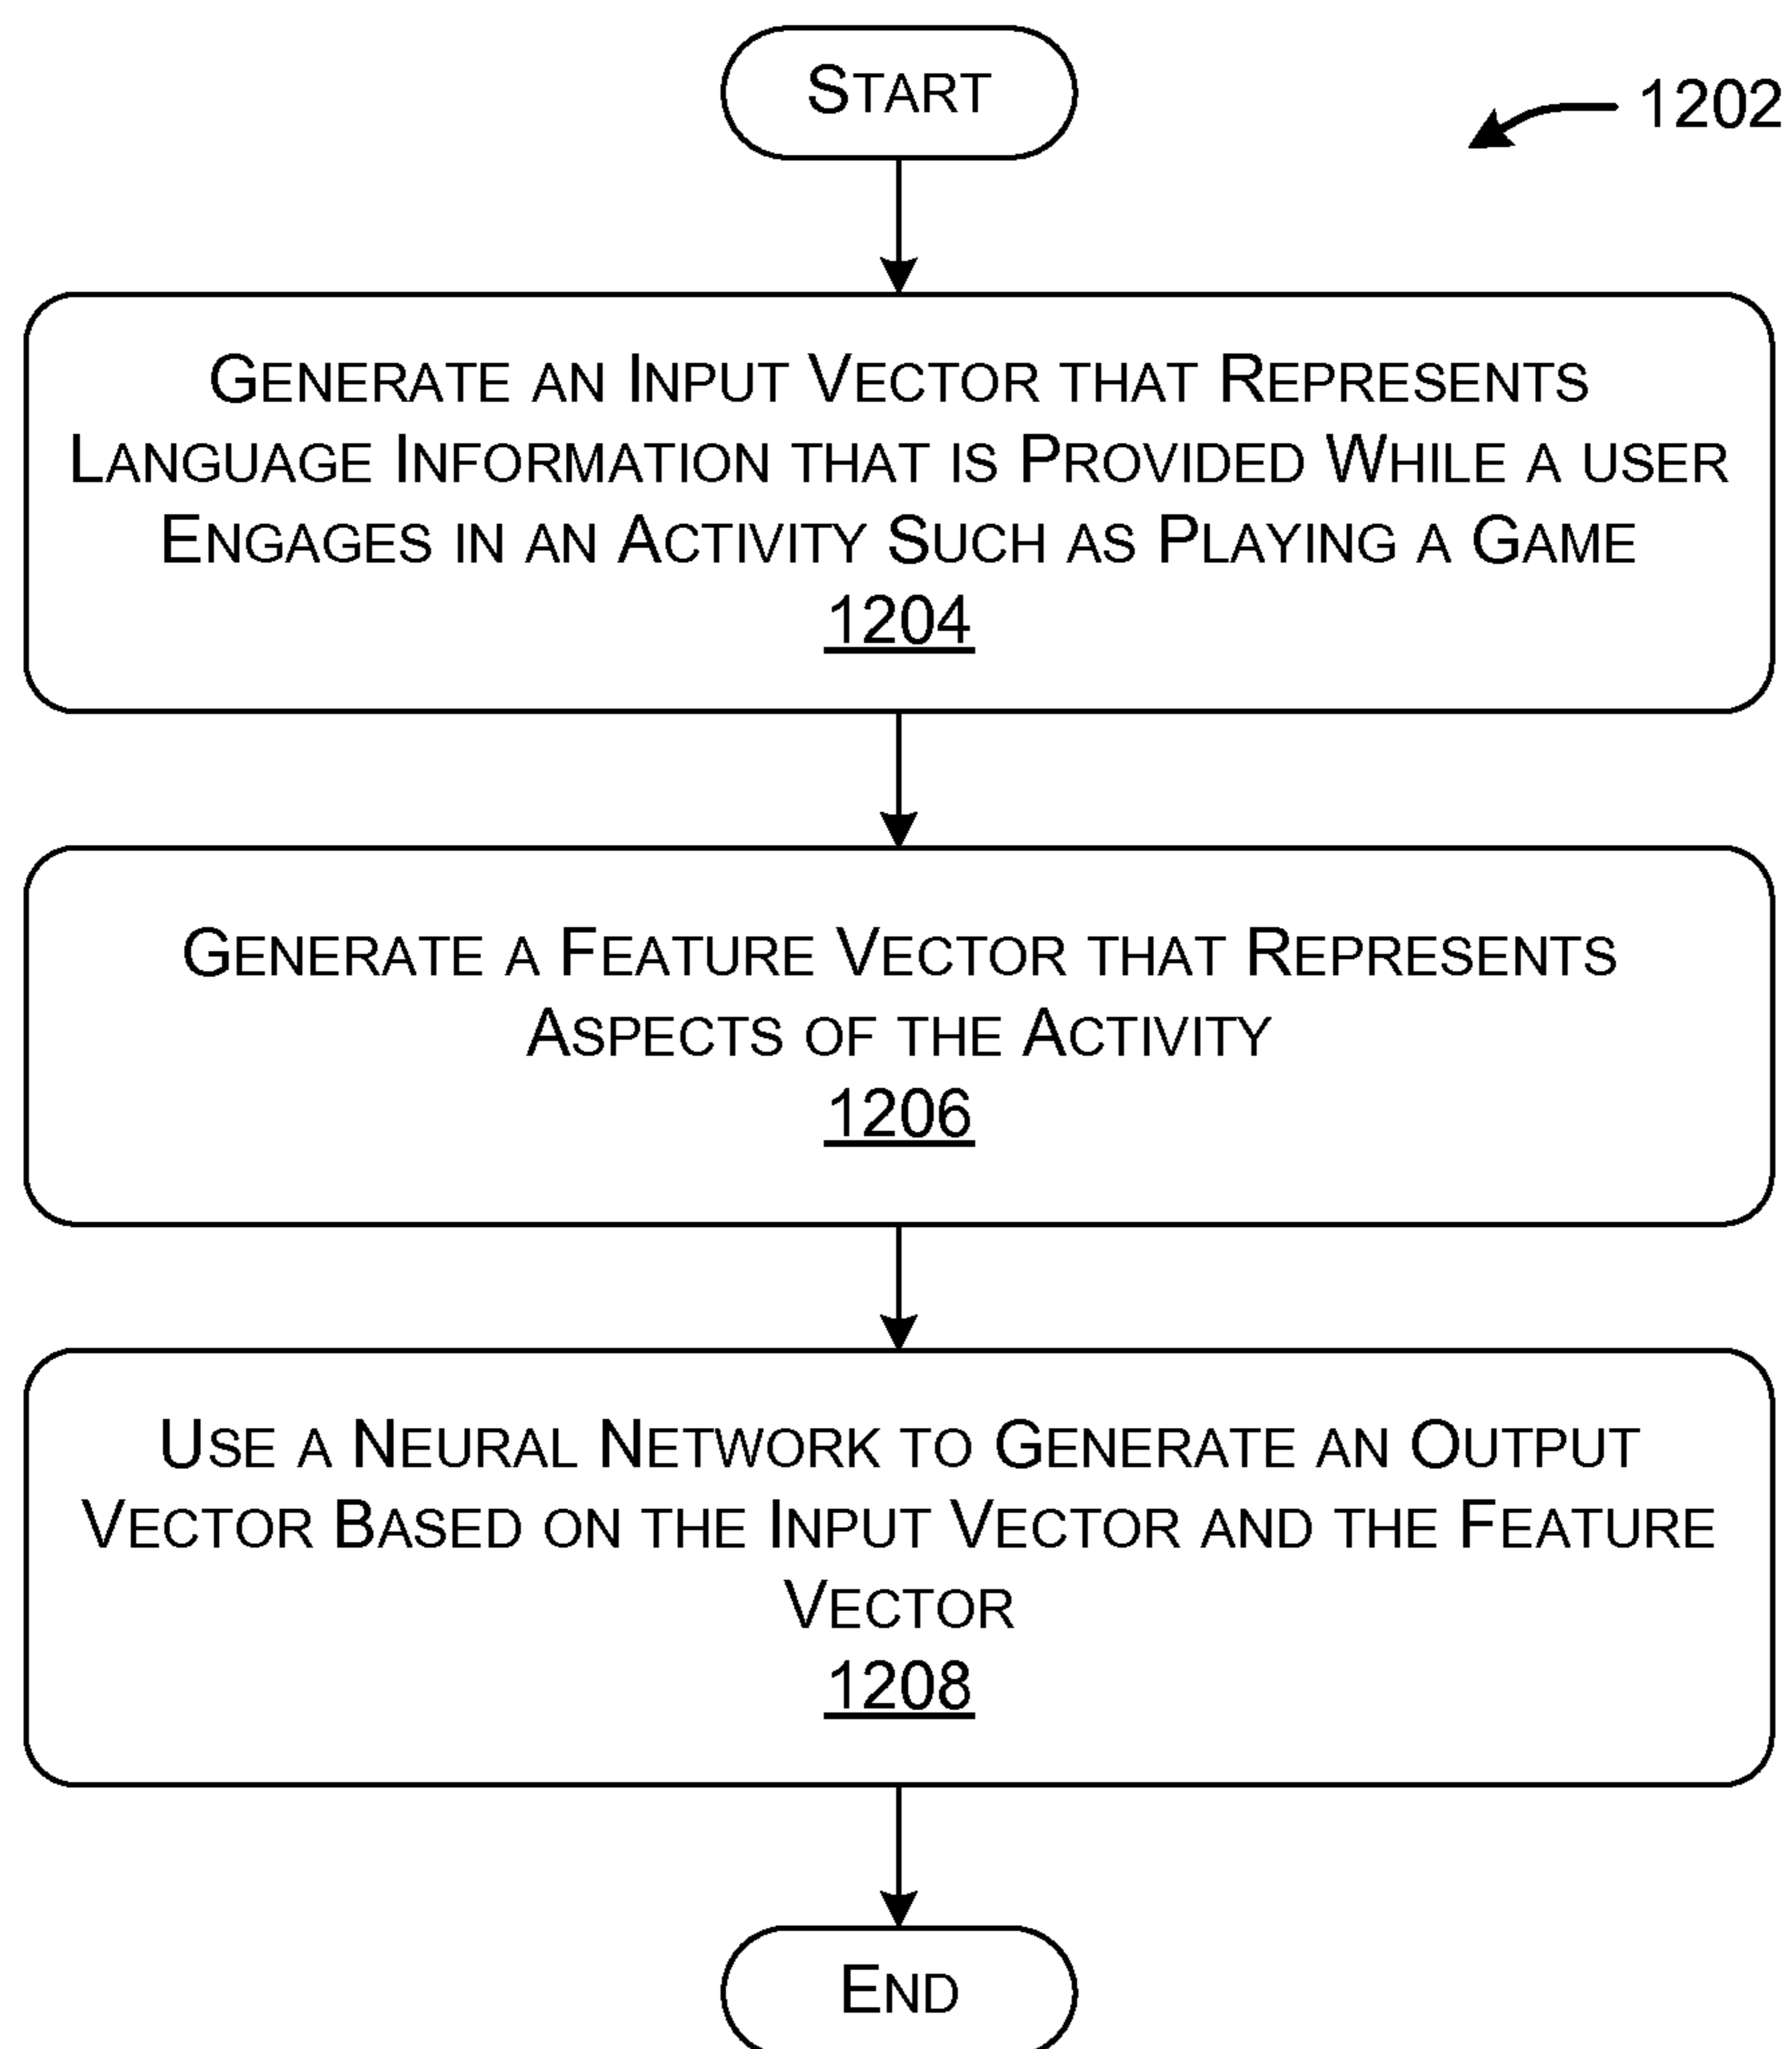 START
1202
GENERATE AN INPUT VECTOR THAT REPRESENTS
LANGUAGE INFORMATION THAT IS PROVIDED WHILE A USER
ENGAGES IN AN ACTIVITY SUCH AS PLAYING A GAME
1204
GENERATE A FEATURE VECTOR THAT REPRESENTS
ASPECTS OF THE ACTIVITY
1206
USE A NEURAL NETWORK TO GENERATE AN OUTPUT
VECTOR BASED ON THE INPUT VECTOR AND THE FEATURE
VECTOR
1208
END